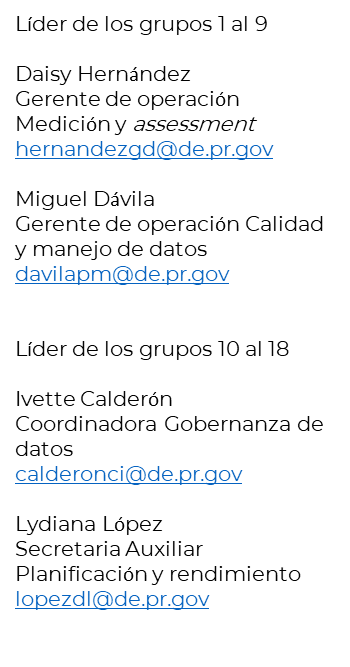 Líder de los grupos 1 al 9
Daisy Hernández
Gerente de operación
Medición y assessment
hernandezgd@de.pr.gov
Miguel Dávila
Gerente de operación Calidad
y manejo de datos
davilapm@de.pr.gov
Líder de los grupos 10 al 18
Ivette Calderón
Coordinadora Gobernanza de
datos
calderonci@de.pr.gov
Lydiana López
Secretaria Auxiliar
Planificación y rendimiento
lopezdl@de.pr.gov